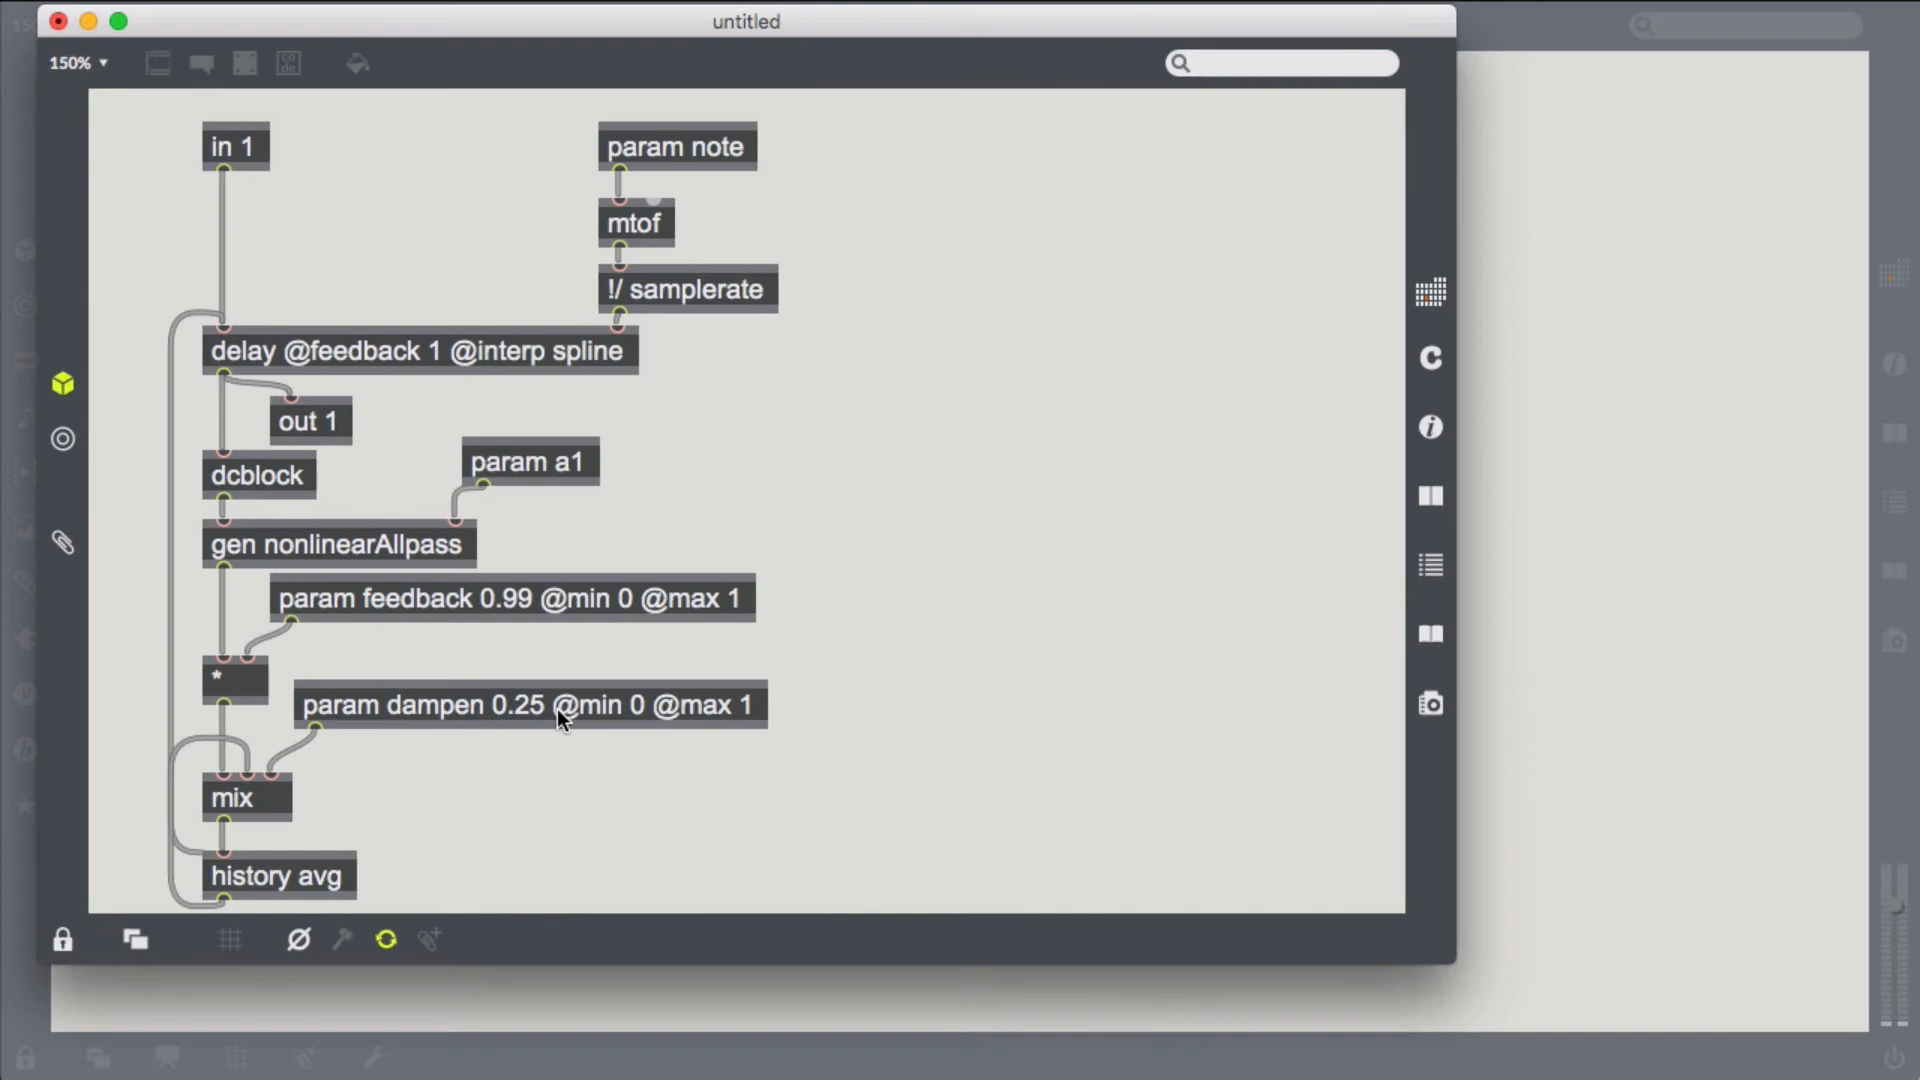 untitled
150%
in 1
param note
mtof
!/ samplerate
delay @feedback 1 @interp spline
out 1
param a1
dcblock
gen nonlinearAllpass
param feedback 0.99 @min 0 @max 1
*
param dampen 0.25 @min 0 @max 1
mix
history avg